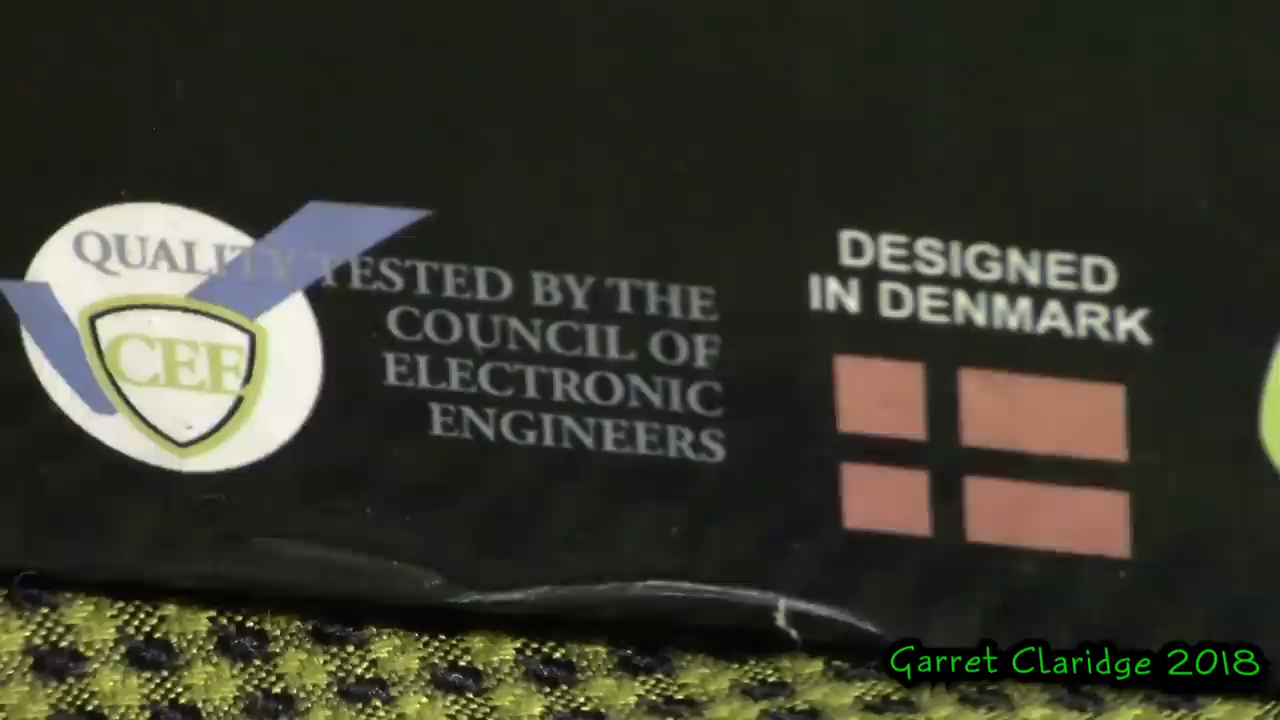 QUALITY TESTED BY THE
COUNCIL OF
ELECTRONIC
ENGINEERS
CEE
DESIGNED
IN DENMARK
Garret Claridge 2018